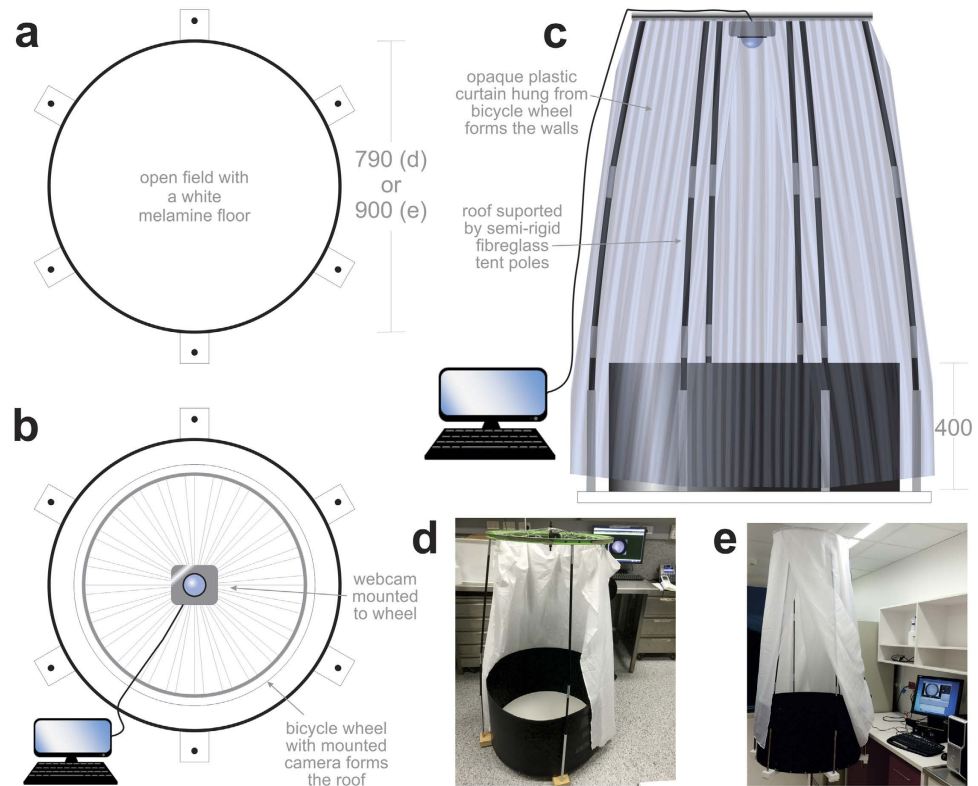 a
open field with
a white
melamine floor
790 (d)
or
900 (e)
b
webcam
mounted
to wheel
bicycle wheel
with mounted
camera forms
the roof
c
opaque plastic
curtain hung from
bicycle wheel
forms the walls
roof suported
by semi-rigid
fibreglass
tent poles
400
d
e